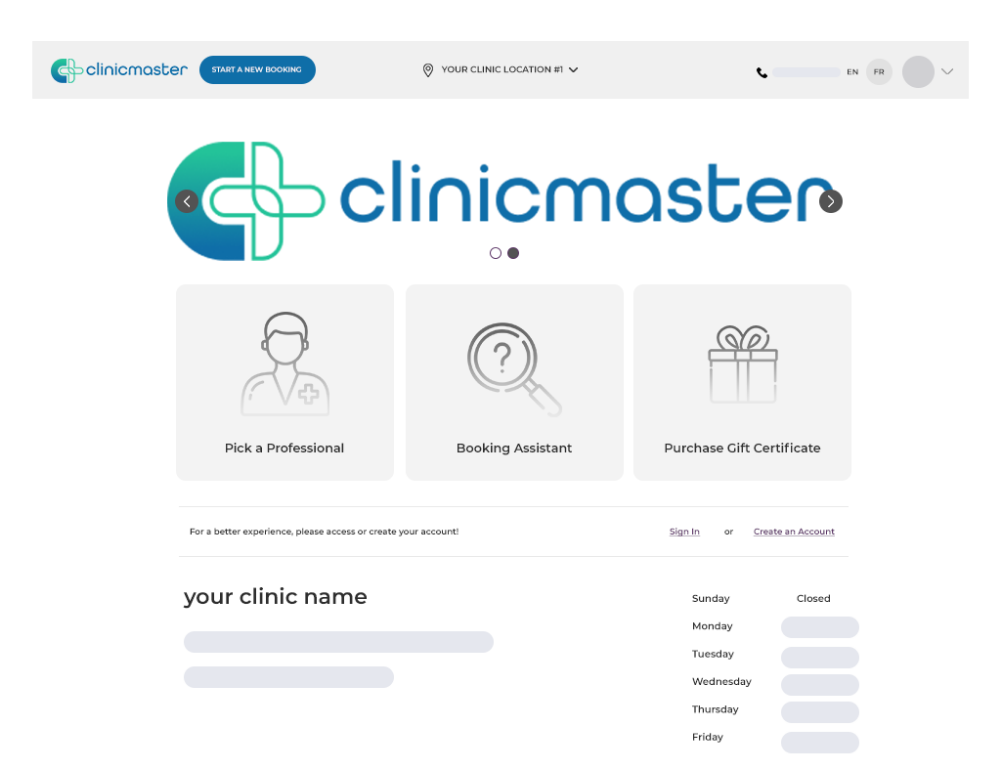 clinicmaster START A NEW BOOKING YOUR CLINIC LOCATION #1 EN FR
clinicmaster
?
Pick a Professional Booking Assistant Purchase Gift Certificate
For a better experience, please access or create your account! Sign In or Create an Account
your clinic name
Sunday Closed
Monday
Tuesday
Wednesday
Thursday
Friday